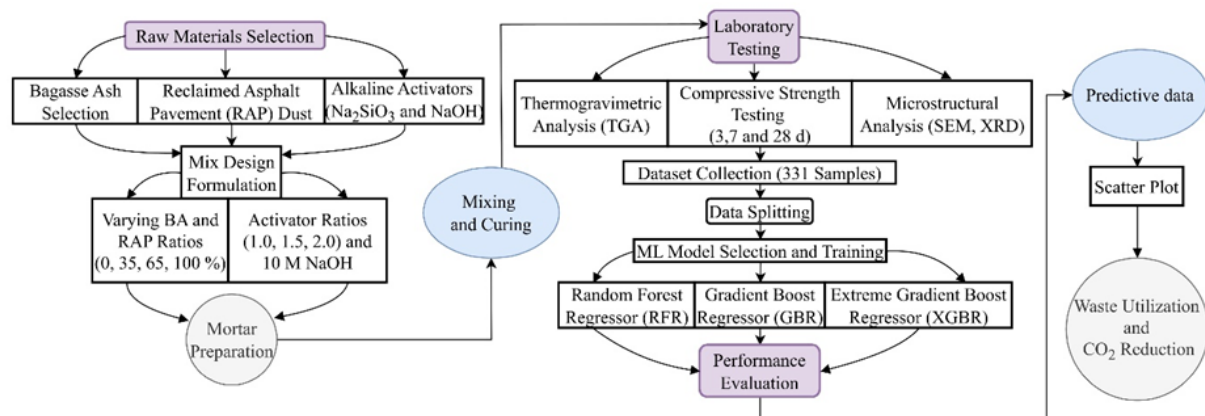 Raw Materials Selection
Bagasse Ash
Selection
Reclaimed Asphalt
Pavement (RAP) Dust
Alkaline Activators
(Na₂SiO₃ and NaOH)
Mix Design
Formulation
Varying BA and
RAP Ratios
(0, 35, 65, 100 %)
Activator Ratios
(1.0, 1.5, 2.0) and
10 M NaOH
Mortar
Preparation
Mixing
and Curing
Laboratory
Testing
Thermogravimetric
Analysis (TGA)
Compressive Strength
Testing
(3,7 and 28 d)
Microstructural
Analysis (SEM, XRD)
Dataset Collection (331 Samples)
Data Splitting
ML Model Selection and Training
Random Forest
Regressor (RFR)
Gradient Boost
Regressor (GBR)
Extreme Gradient Boost
Regressor (XGBR)
Performance
Evaluation
Predictive data
Scatter Plot
Waste Utilization
and
CO₂ Reduction